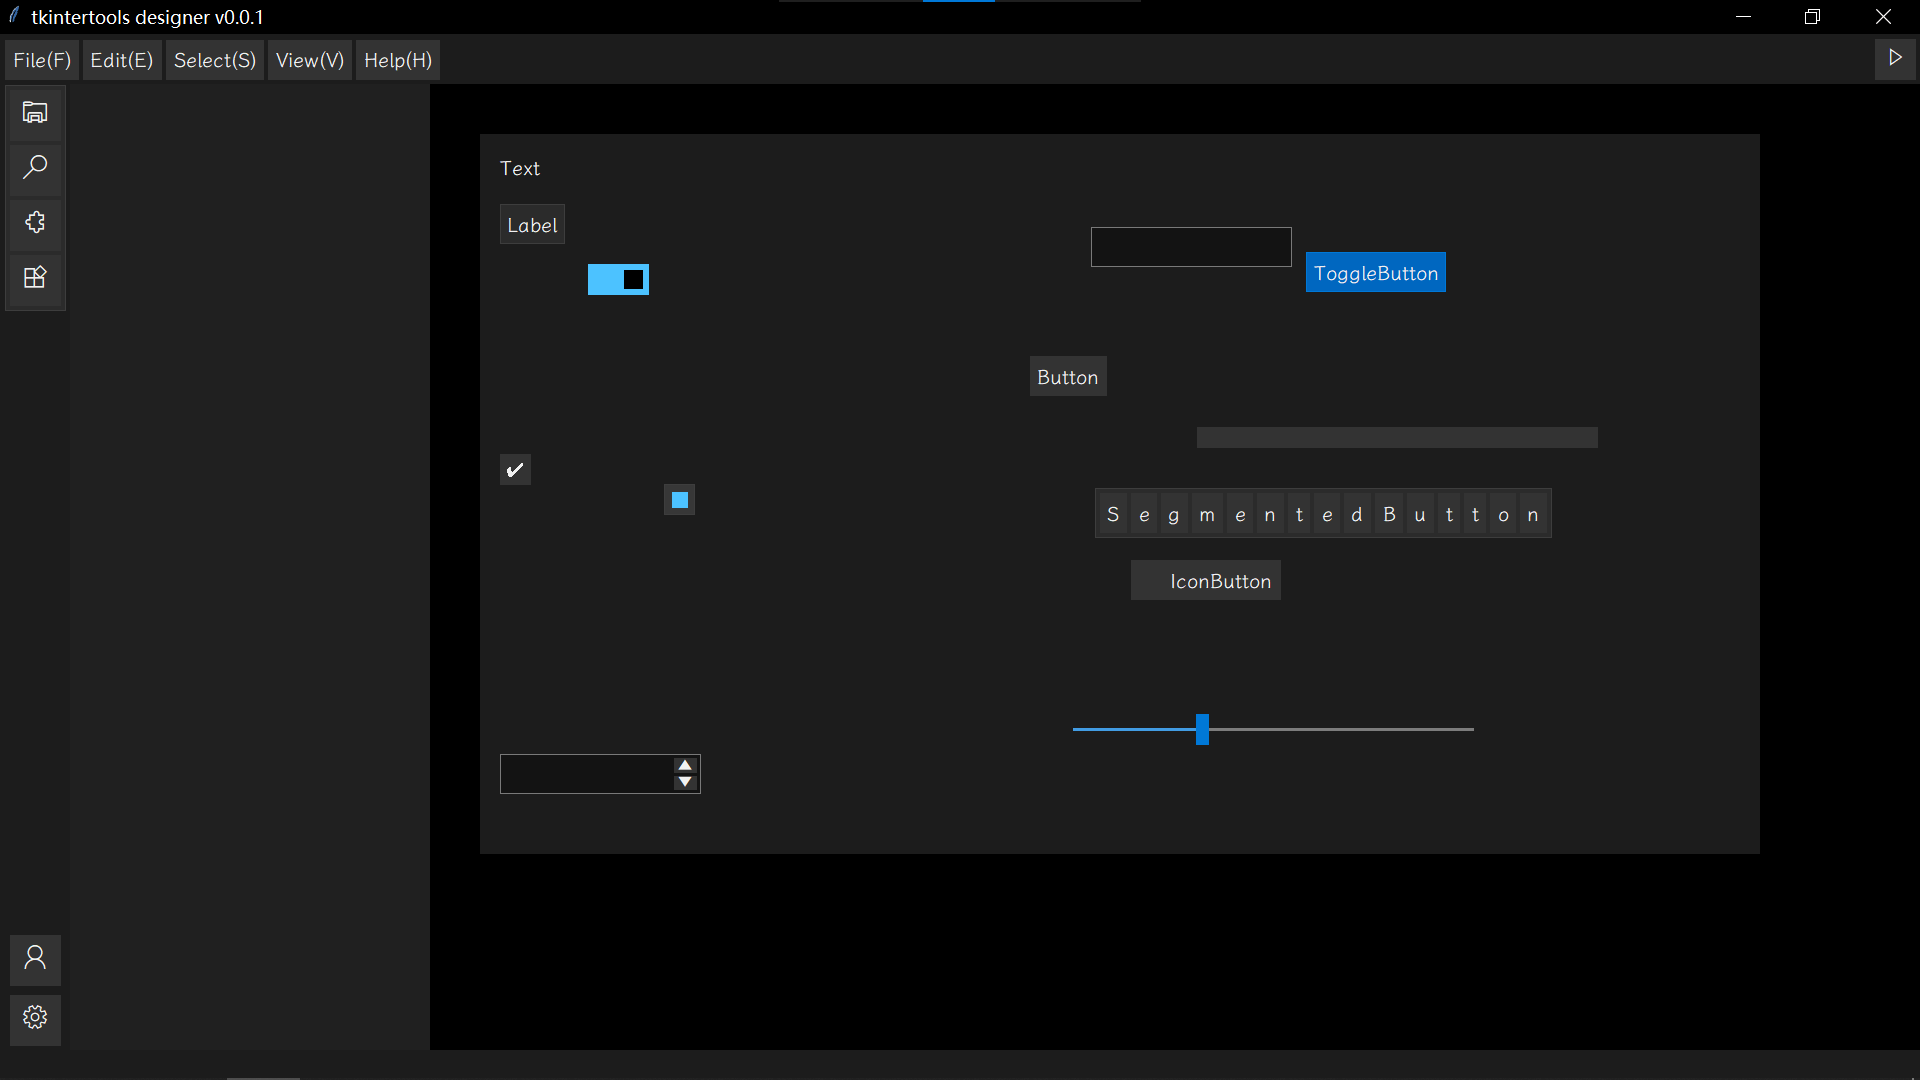 tkintertools designer v0.0.1
File(F) Edit(E) Select(S) View(V) Help(H)
Text
Label
ToggleButton
Button
S e g m e n t e d B u t t o n
IconButton